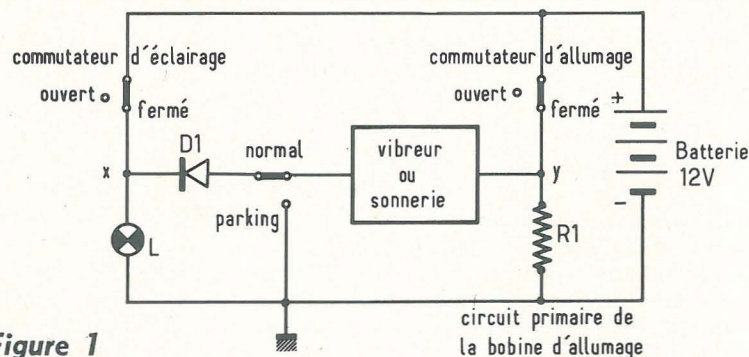 commutateur d'éclairage
ouvert
fermé
commutateur d'allumage
ouvert
fermé
+
Batterie
12V
-
x
D1
normal
vibreur
ou
sonnerie
y
parking
L
R1
circuit primaire de
la bobine d'allumage
Figure 1